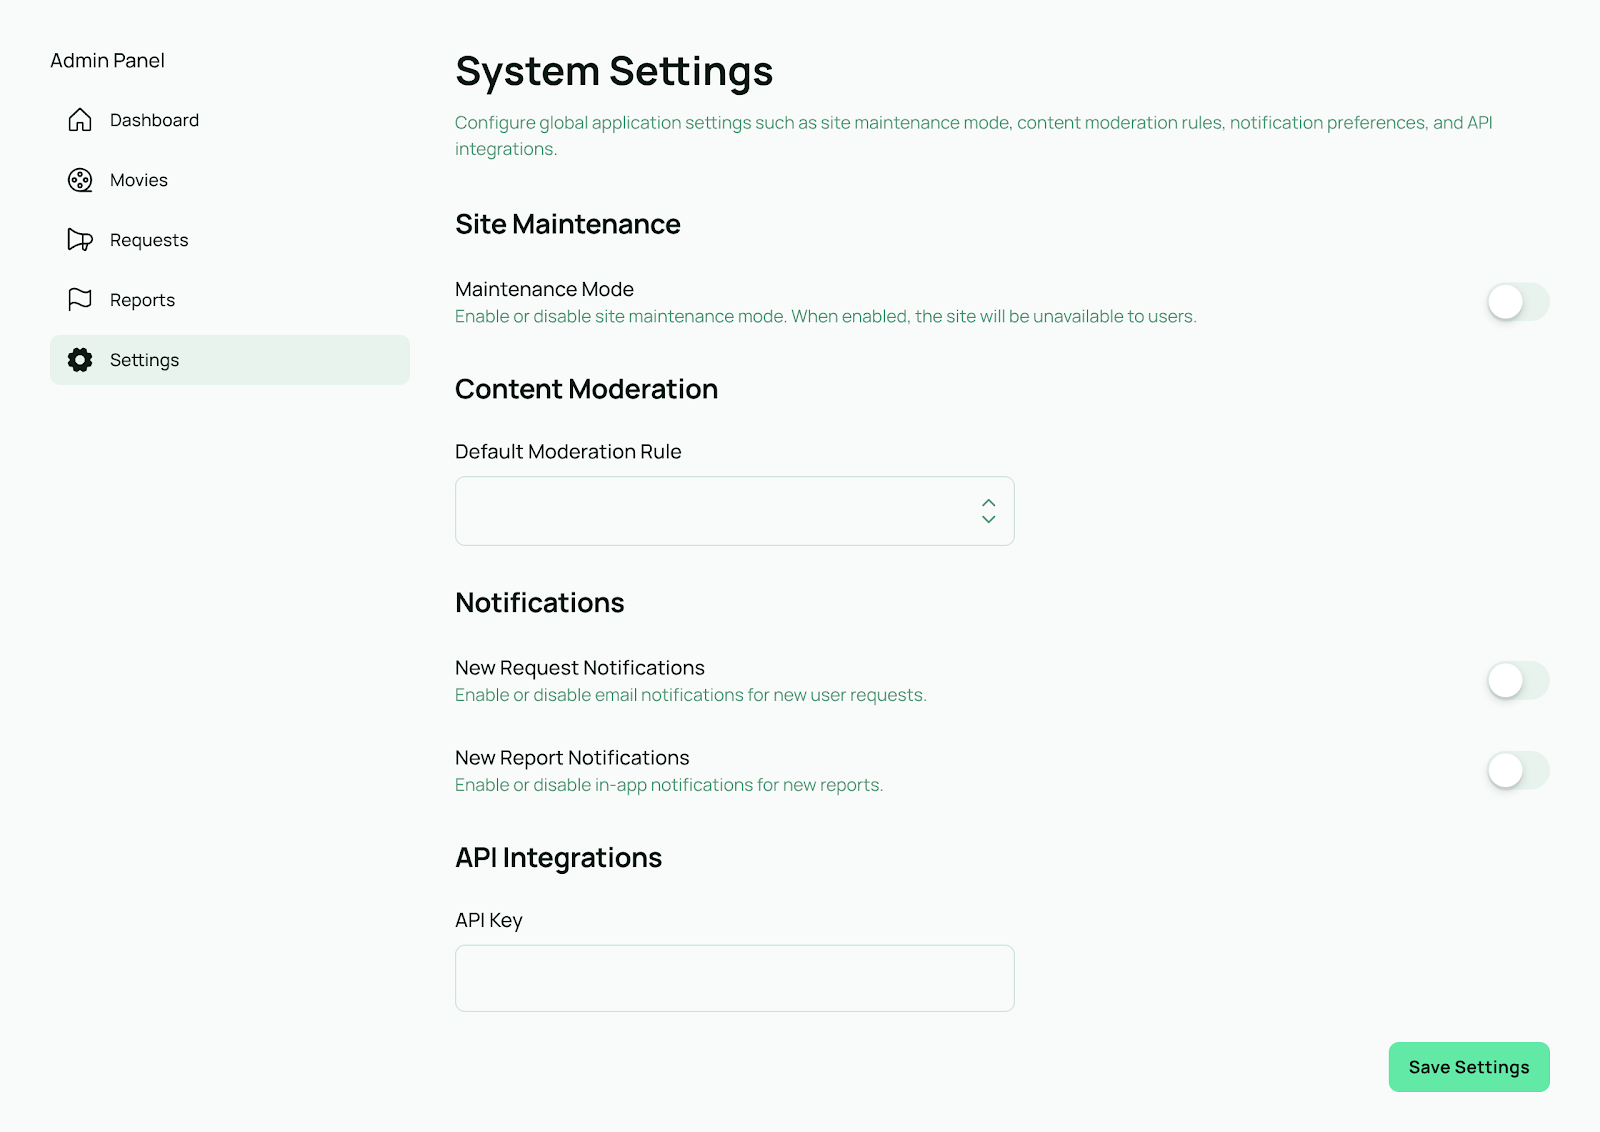 Admin Panel
Dashboard
Movies
Requests
Reports
Settings
System Settings
Configure global application settings such as site maintenance mode, content moderation rules, notification preferences, and API
integrations.
Site Maintenance
Maintenance Mode
Enable or disable site maintenance mode. When enabled, the site will be unavailable to users.
Content Moderation
Default Moderation Rule
Notifications
New Request Notifications
Enable or disable email notifications for new user requests.
New Report Notifications
Enable or disable in-app notifications for new reports.
API Integrations
API Key
Save Settings